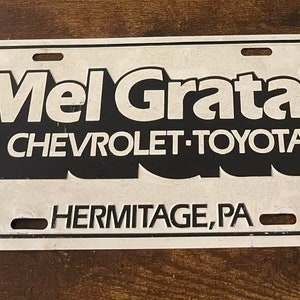 Mel Grata
CHEVROLET·TOYOTA
HERMITAGE, PA